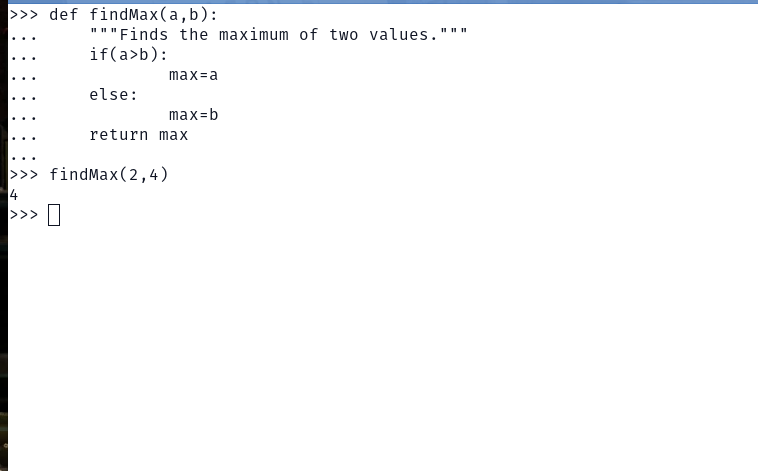 >>> def findMax(a,b):
...     """Finds the maximum of two values."""
...     if(a>b):
...             max=a
...     else:
...             max=b
...     return max
...
>>> findMax(2,4)
4
>>>